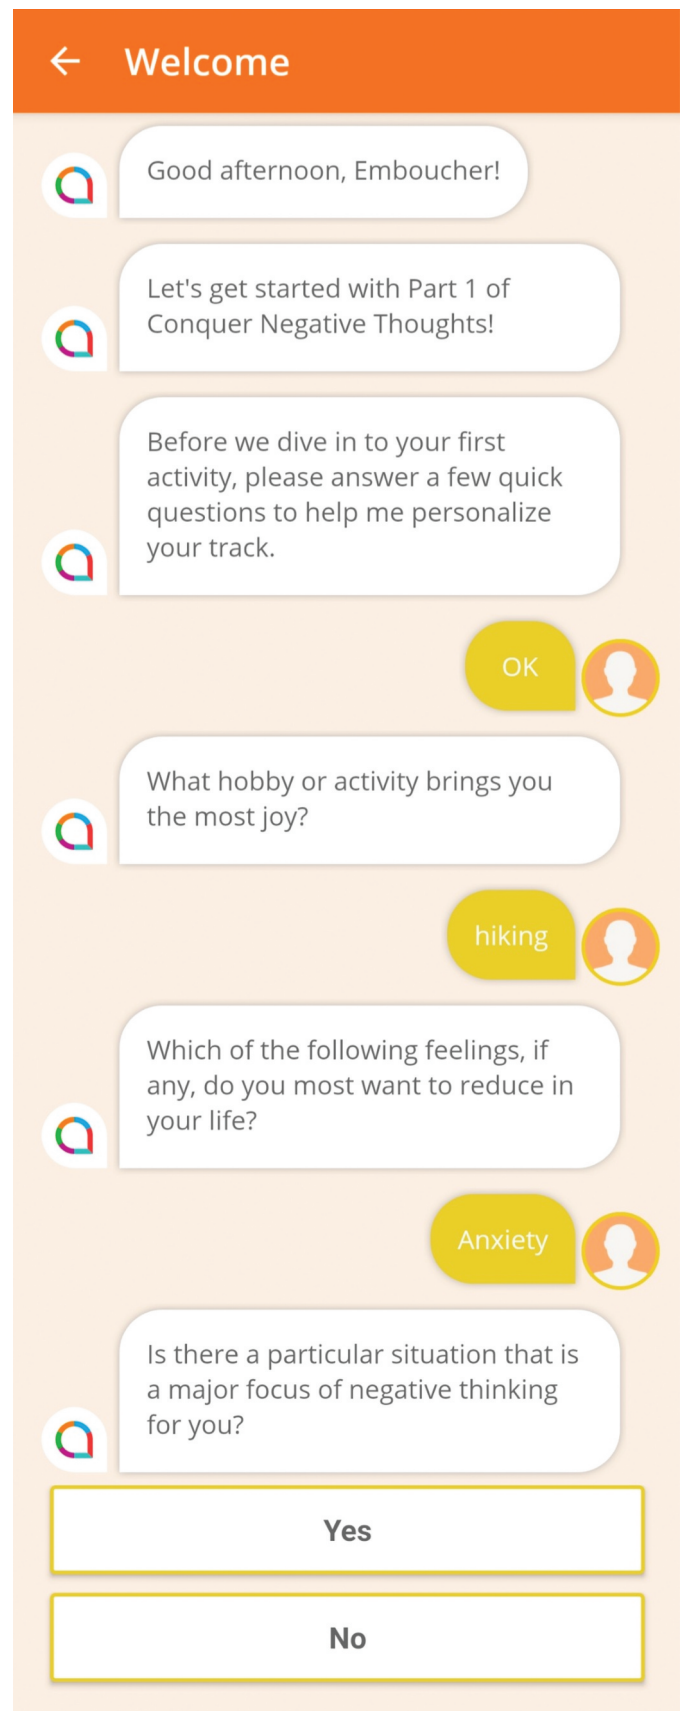 Welcome
Good afternoon, Emboucher!
Let's get started with Part 1 of
Conquer Negative Thoughts!
Before we dive in to your first
activity, please answer a few quick
questions to help me personalize
your track.
OK
What hobby or activity brings you
the most joy?
hiking
Which of the following feelings, if
any, do you most want to reduce in
your life?
Anxiety
Is there a particular situation that is
a major focus of negative thinking
for you?
Yes
No